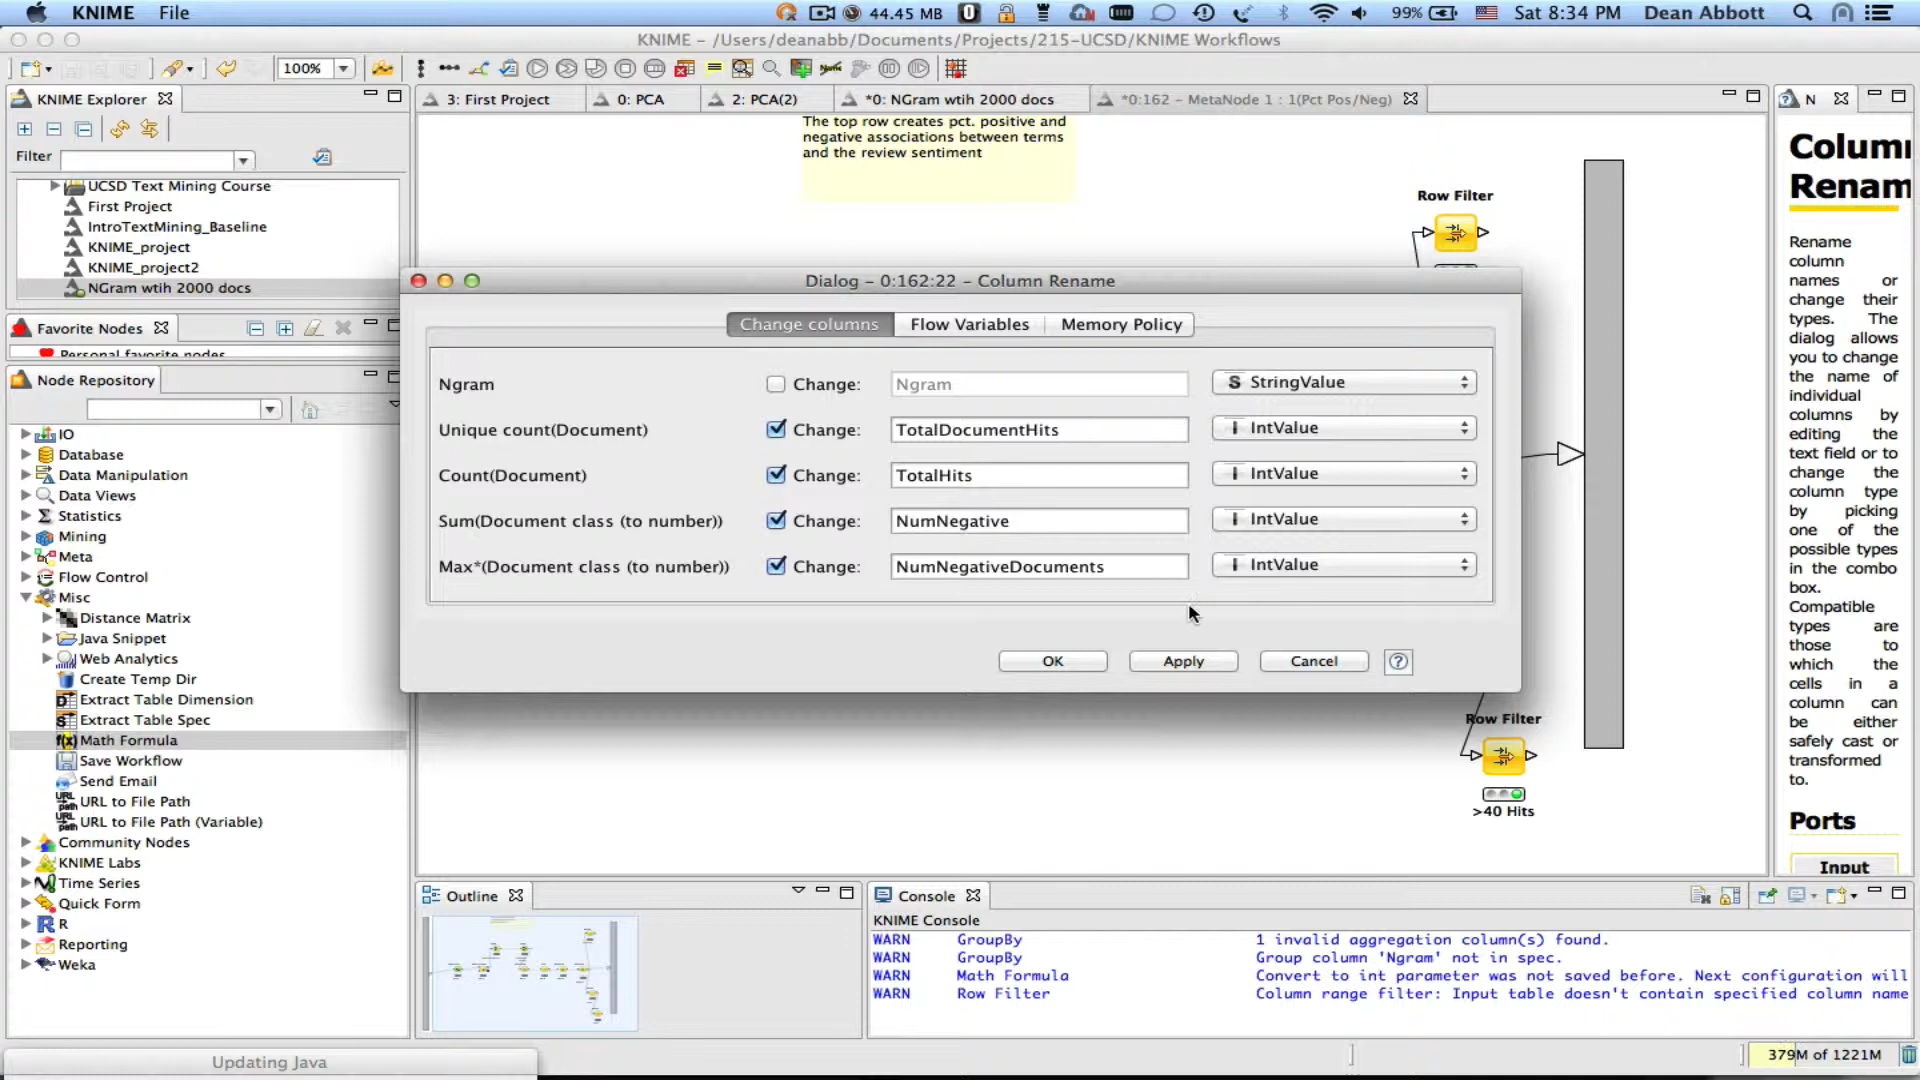 KNIME File 44.45 MB 99% Sat 8:34 PM Dean Abbott
KNIME – /Users/deanabb/Documents/Projects/215-UCSD/KNIME Workflows
100%
KNIME Explorer
3: First Project
0: PCA
2: PCA(2)
*0: NGram wtih 2000 docs
*0:162 – MetaNode 1 : 1(Pct Pos/Neg)
N
Filter
UCSD Text Mining Course
First Project
IntroTextMining_Baseline
KNIME_project
KNIME_project2
NGram wtih 2000 docs
Favorite Nodes
Personal favorite nodes
Node Repository
IO
Database
Data Manipulation
Data Views
Statistics
Mining
Meta
Flow Control
Misc
Distance Matrix
Java Snippet
Web Analytics
Create Temp Dir
Extract Table Dimension
Extract Table Spec
Math Formula
Save Workflow
Send Email
URL to File Path
URL to File Path (Variable)
Community Nodes
KNIME Labs
Time Series
Quick Form
R
Reporting
Weka
Updating Java
The top row creates pct. positive and
negative associations between terms
and the review sentiment
Row Filter
Dialog – 0:162:22 – Column Rename
Change columns Flow Variables Memory Policy
Ngram Change: Ngram S StringValue
Unique count(Document) Change: TotalDocumentHits I IntValue
Count(Document) Change: TotalHits I IntValue
Sum(Document class (to number)) Change: NumNegative I IntValue
Max*(Document class (to number)) Change: NumNegativeDocuments I IntValue
OK Apply Cancel ?
Row Filter
>40 Hits
Outline
Console
KNIME Console
WARN GroupBy 1 invalid aggregation column(s) found.
WARN GroupBy Group column 'Ngram' not in spec.
WARN Math Formula Convert to int parameter was not saved before. Next configuration will
WARN Row Filter Column range filter: Input table doesn't contain specified column name
Column
Rename
Rename
column
names or
change their
types. The
dialog allows
you to change
the name of
individual
columns by
editing the
text field or to
change the
column type
by picking
one of the
possible types
in the combo
box.
Compatible
types are
those to
which the
cells in a
column can
be either
safely cast or
transformed
to.
Ports
Input
379M of 1221M